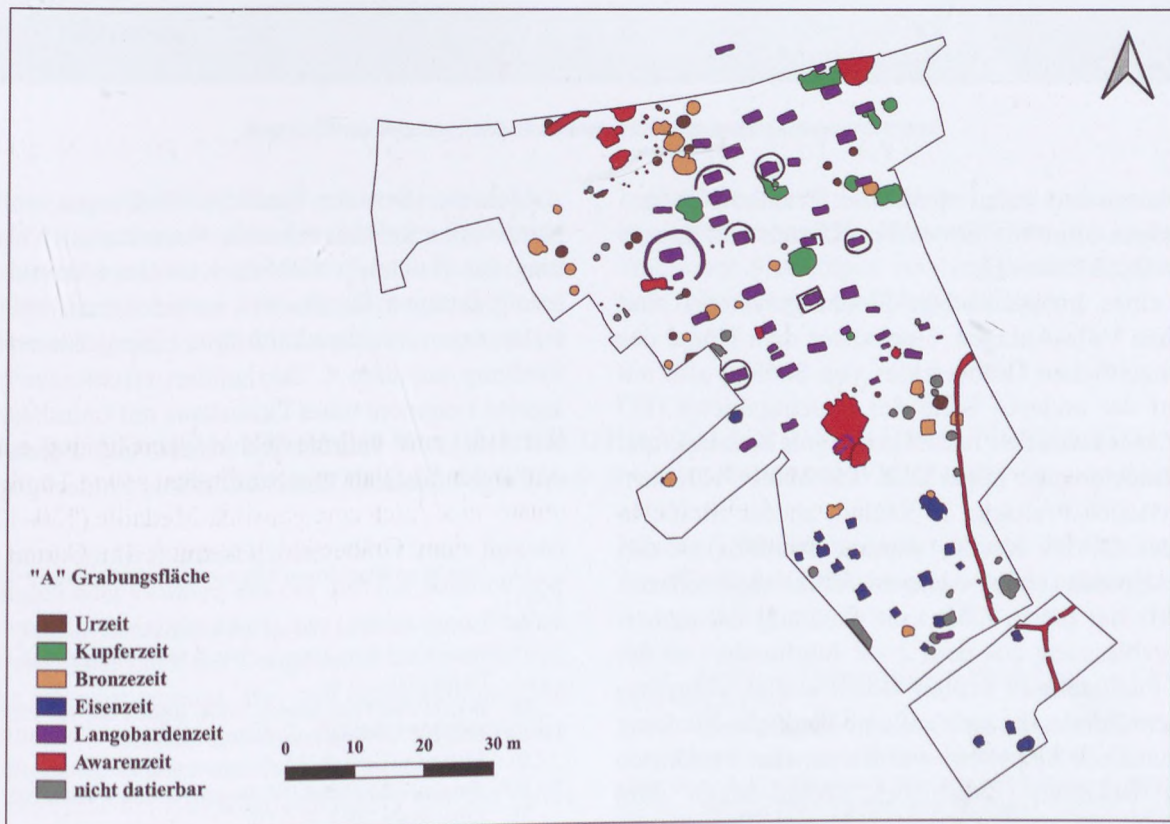 "A" Grabungsfläche
Urzeit
Kupferzeit
Bronzezeit
Eisenzeit
Langobardenzeit
Awarenzeit
nicht datierbar
0 10 20 30 m